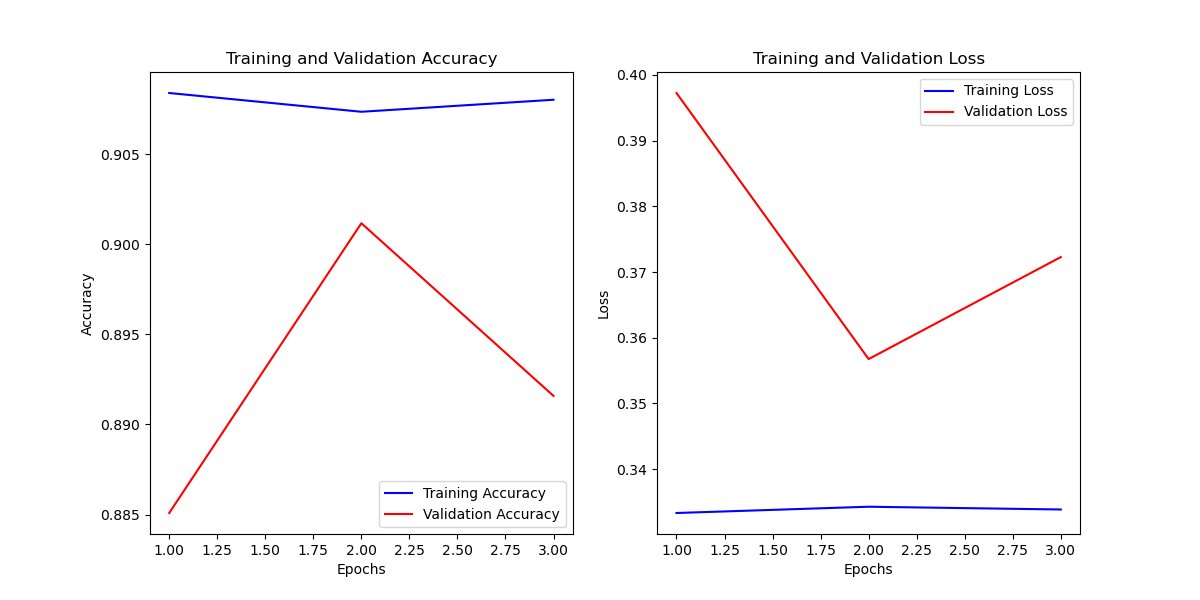 Training and Validation Accuracy
Accuracy
0.905
0.900
0.895
0.890
0.885
Training Accuracy
Validation Accuracy
1.00 1.25 1.50 1.75 2.00 2.25 2.50 2.75 3.00
Epochs
Training and Validation Loss
Loss
0.40
0.39
0.38
0.37
0.36
0.35
0.34
Training Loss
Validation Loss
1.00 1.25 1.50 1.75 2.00 2.25 2.50 2.75 3.00
Epochs